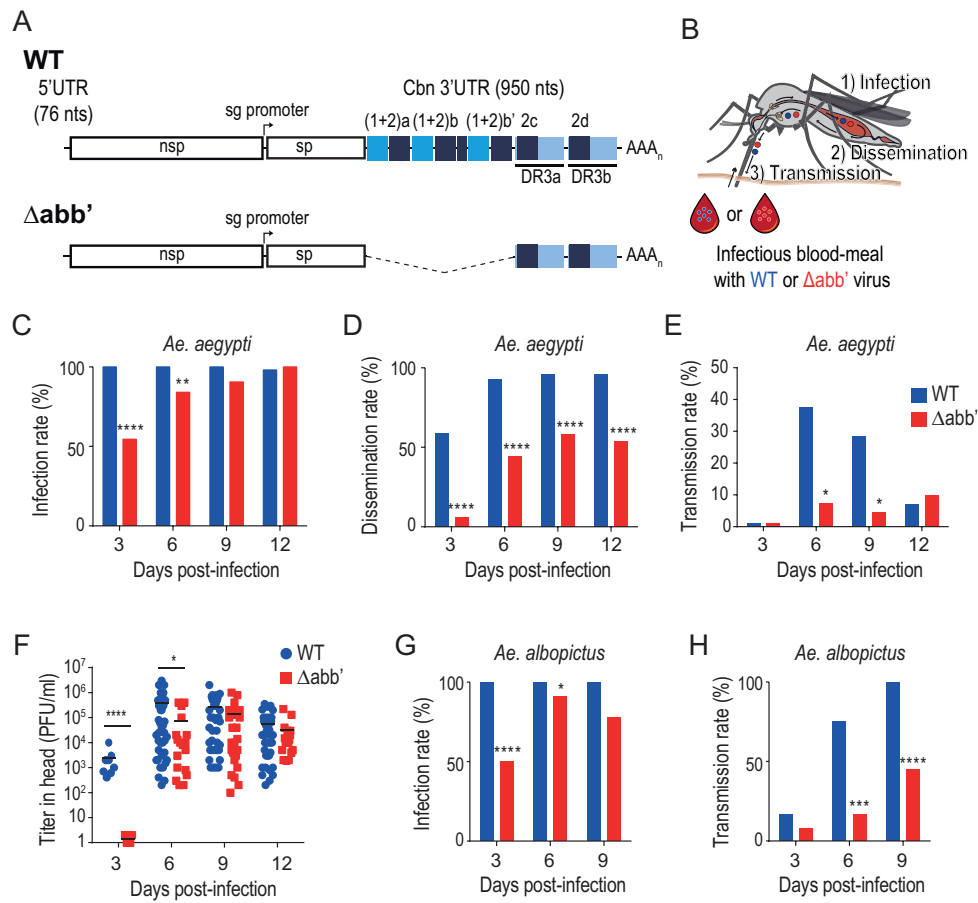 A
WT
5'UTR
(76 nts)
sg promoter
Cbn 3'UTR (950 nts)
(1+2)a (1+2)b (1+2)b' 2c 2d
nsp sp AAAn
DR3a DR3b
Δabb'
sg promoter
nsp sp AAAn
B
1) Infection
2) Dissemination
3) Transmission
or
Infectious blood-meal
with WT or Δabb' virus
C
Ae. aegypti
Infection rate (%)
100
50
0
****
**
3 6 9 12
Days post-infection
D
Ae. aegypti
Dissemination rate (%)
100
50
0
****
****
****
****
3 6 9 12
Days post-infection
E
Ae. aegypti
Transmission rate (%)
50
40
30
20
10
0
*
*
WT
Δabb'
3 6 9 12
Days post-infection
F
Titer in head (PFU/ml)
10⁷
10⁶
10⁵
10⁴
10³
10²
10¹
1
****
*
WT
Δabb'
3 6 9 12
Days post-infection
G
Ae. albopictus
Infection rate (%)
100
50
0
****
*
3 6 9
Days post-infection
H
Ae. albopictus
Transmission rate (%)
100
50
0
***
****
3 6 9
Days post-infection